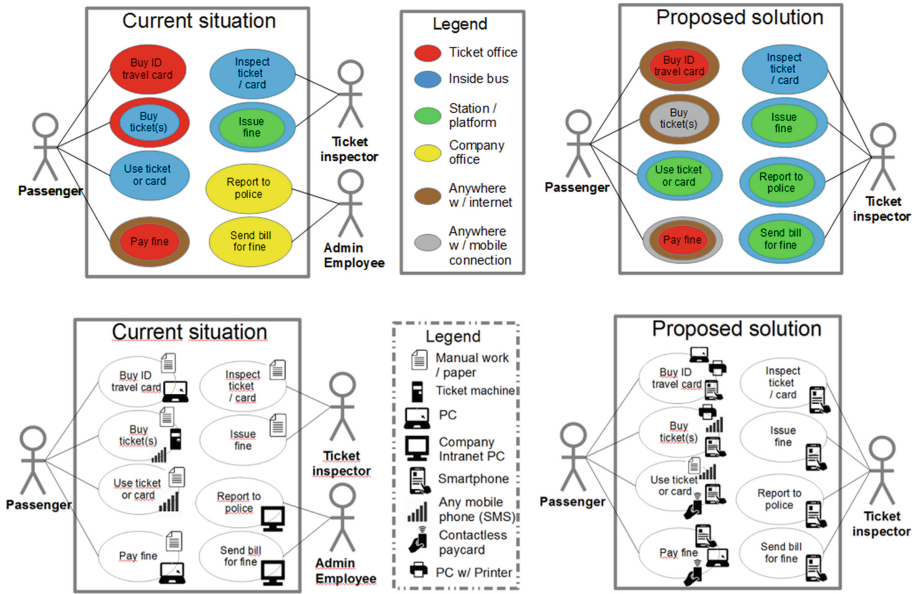 Current situation
Buy ID
travel card
Buy
ticket(s)
Use ticket
or card
Pay fine
Inspect
ticket
/ card
Issue
fine
Report to
police
Send bill
for fine
Passenger
Ticket
inspector
Admin
Employee
Legend
Ticket office
Inside bus
Station /
platform
Company
office
Anywhere
w / internet
Anywhere
w / mobile
connection
Proposed solution
Buy ID
travel card
Buy
ticket(s)
Use ticket
or card
Pay fine
Inspect
ticket
/ card
Issue
fine
Report to
police
Send bill
for fine
Passenger
Ticket
inspector
Current situation
Buy ID
travel card
Buy
ticket(s)
Use ticket
or card
Pay fine
Inspect
ticket
/ card
Issue
fine
Report to
police
Send bill
for fine
Passenger
Ticket
inspector
Admin
Employee
Legend
Manual work
/ paper
Ticket machine
PC
Company
Intranet PC
Smartphone
Any mobile
phone (SMS)
Contactless
paycard
PC w/ Printer
Proposed solution
Buy ID
travel card
Buy
ticket(s)
Use ticket
or card
Pay fine
Inspect
ticket
/ card
Issue
fine
Report to
police
Send bill
for fine
Passenger
Ticket
inspector